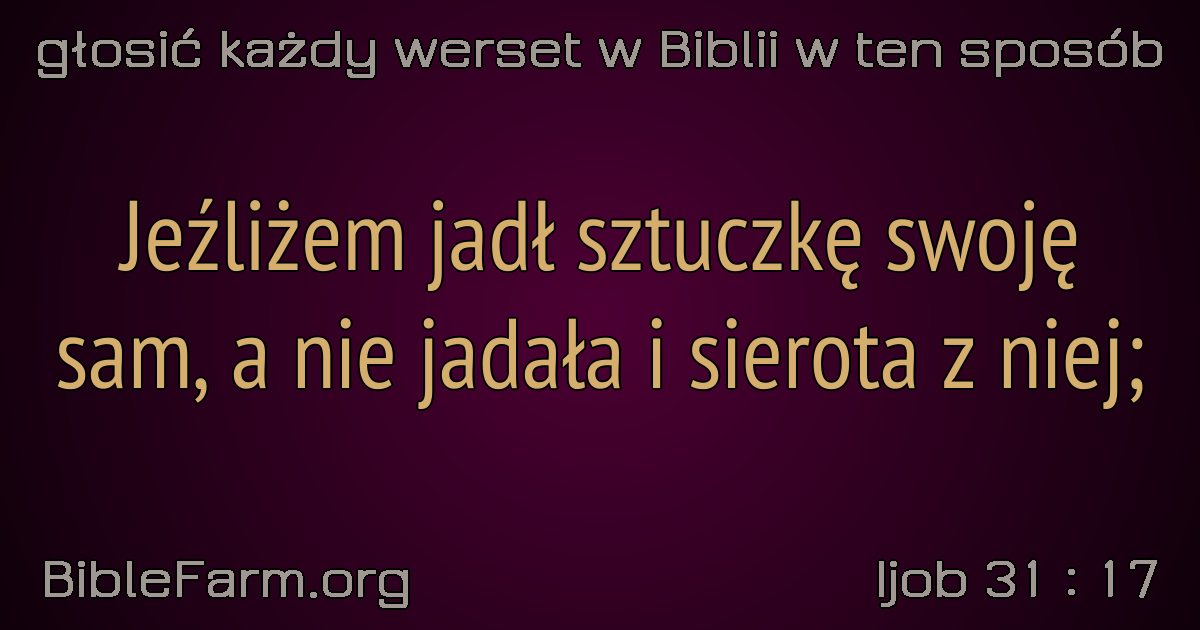 głosić każdy werset w Biblii w ten sposób
Jeźliżem jadł sztuczkę swoję
sam, a nie jadała i sierota z niej;
BibleFarm.org
Ijob 31 : 17